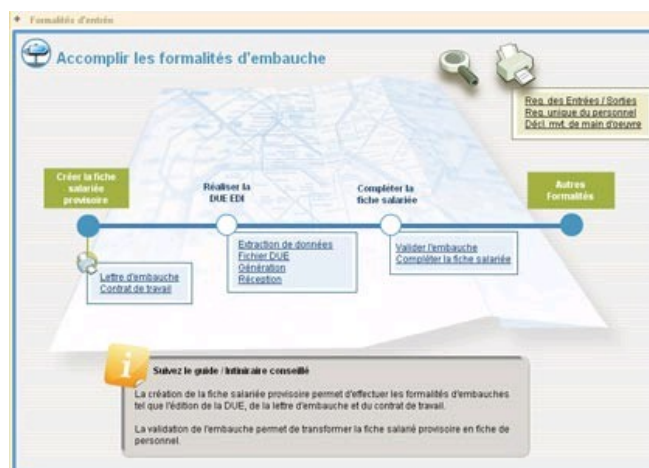 Formalités d'entrée
Accomplir les formalités d'embauche
Reg. des Entrées / Sorties
Reg. unique du personnel
Décl. mvt. de main d'oeuvre
Créer la fiche
salariée
provisoire
Réaliser la
DUE EDI
Compléter la
fiche salariée
Autres
Formalités
Lettre d'embauche
Contrat de travail
Extraction de données
Fichier DUE
Génération
Réception
Valider l'embauche
Compléter la fiche salariée
Suivez le guide / Intiniraire conseillé
La création de la fiche salariée provisoire permet d'effectuer les formalités d'embauches
tel que l'édition de la DUE, de la lettre d'embauche et du contrat de travail.
La validation de l'embauche permet de transformer la fiche salarié provisoire en fiche de
personnel.